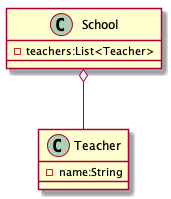 C School
teachers:List<Teacher>
C Teacher
name:String